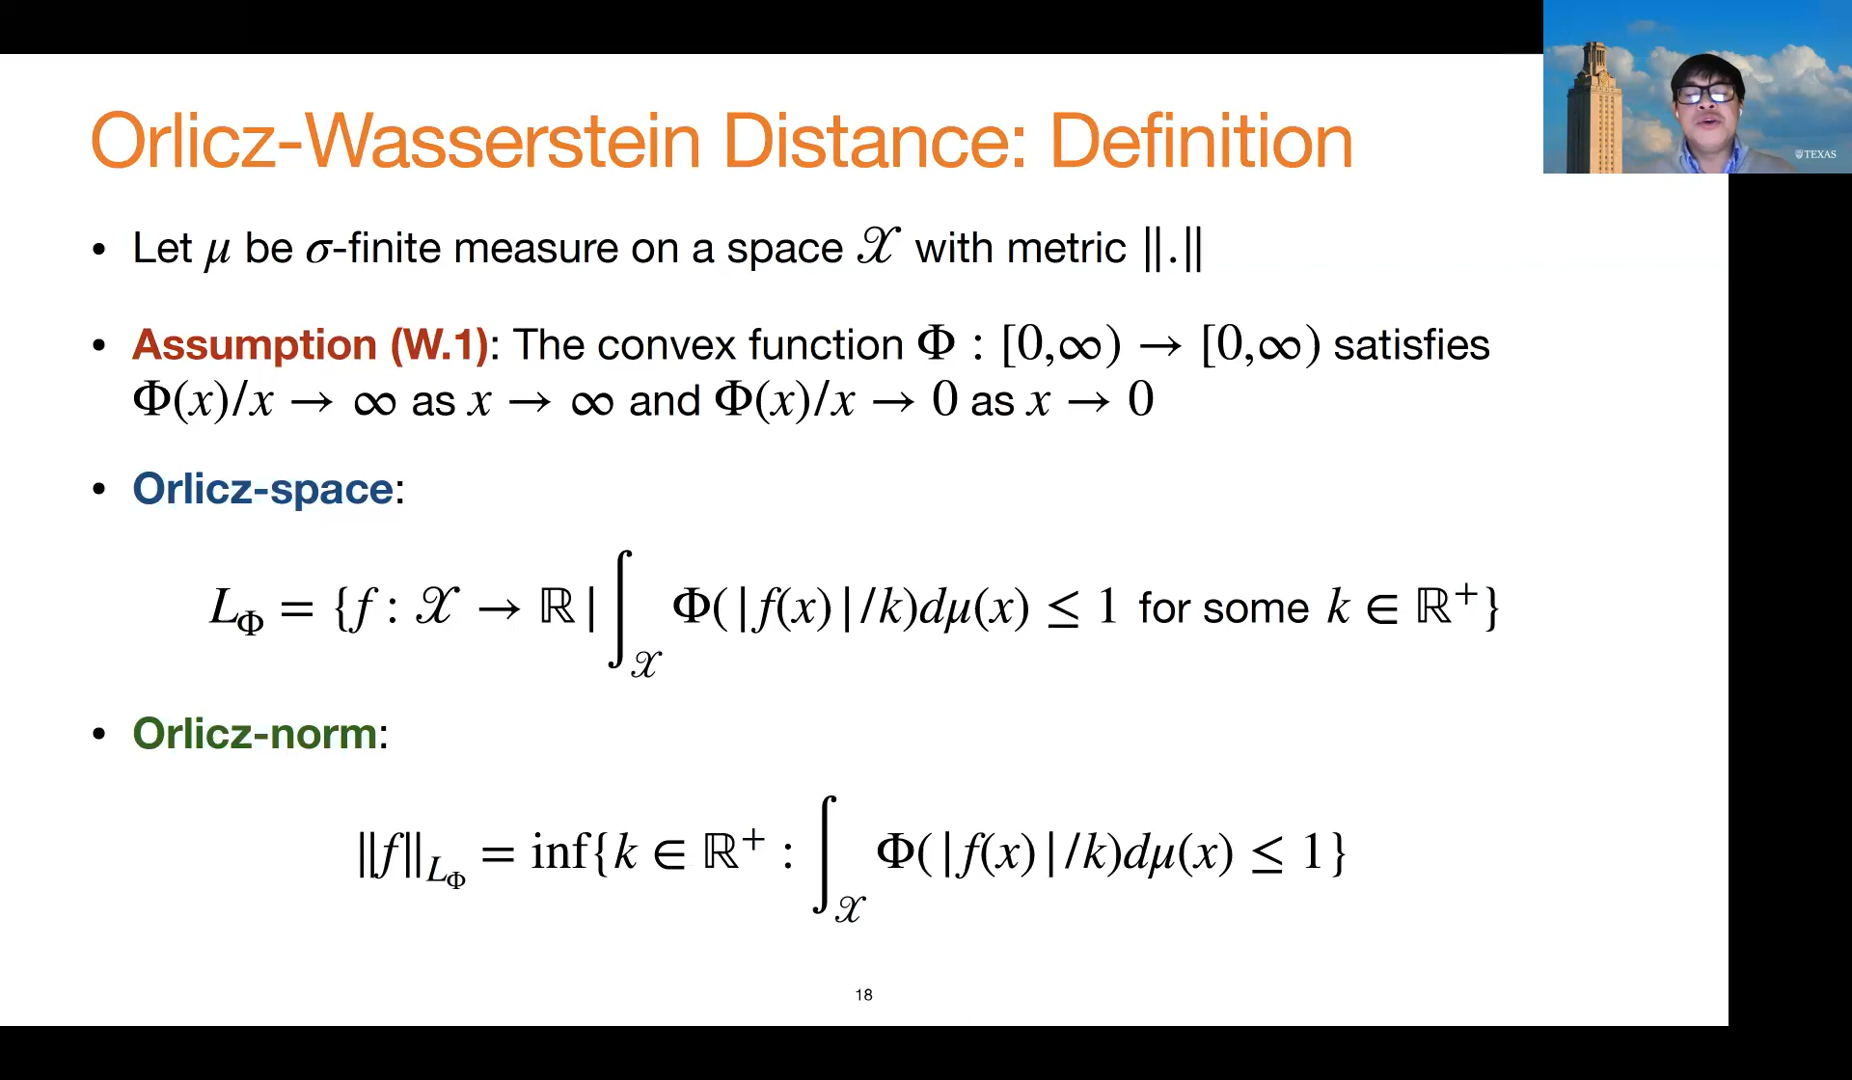 Orlicz-Wasserstein Distance: Definition
TEXAS
• Let μ be σ-finite measure on a space 𝒳 with metric ∥.∥
• Assumption (W.1): The convex function Φ : [0,∞) → [0,∞) satisfies
Φ(x)/x → ∞ as x → ∞ and Φ(x)/x → 0 as x → 0
• Orlicz-space:
L_Φ = {f : 𝒳 → ℝ | ∫_𝒳 Φ(|f(x)|/k)dμ(x) ≤ 1 for some k ∈ ℝ⁺}
• Orlicz-norm:
∥f∥_{L_Φ} = inf{k ∈ ℝ⁺ : ∫_𝒳 Φ(|f(x)|/k)dμ(x) ≤ 1}
18